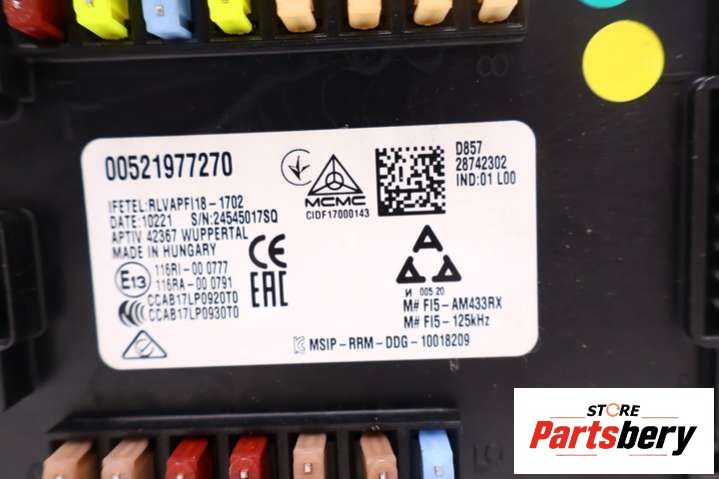 00521977270
IFETEL:RLVAPFI18-1702
DATE:10221 S/N:24545017SQ
APTIV 42367 WUPPERTAL
MADE IN HUNGARY
E13
116RI-00 0777
116RA-00 0791
CCAB17LP0920T0
CCAB17LP0930T0
CE
EAC
MCMC
CIDF17000143
D857
28742302
IND:01 L00
И 005 20
M# FI5-AM433RX
M# FI5-125kHz
MSIP-RRM-DDG-10018209
STORE
Partsbery